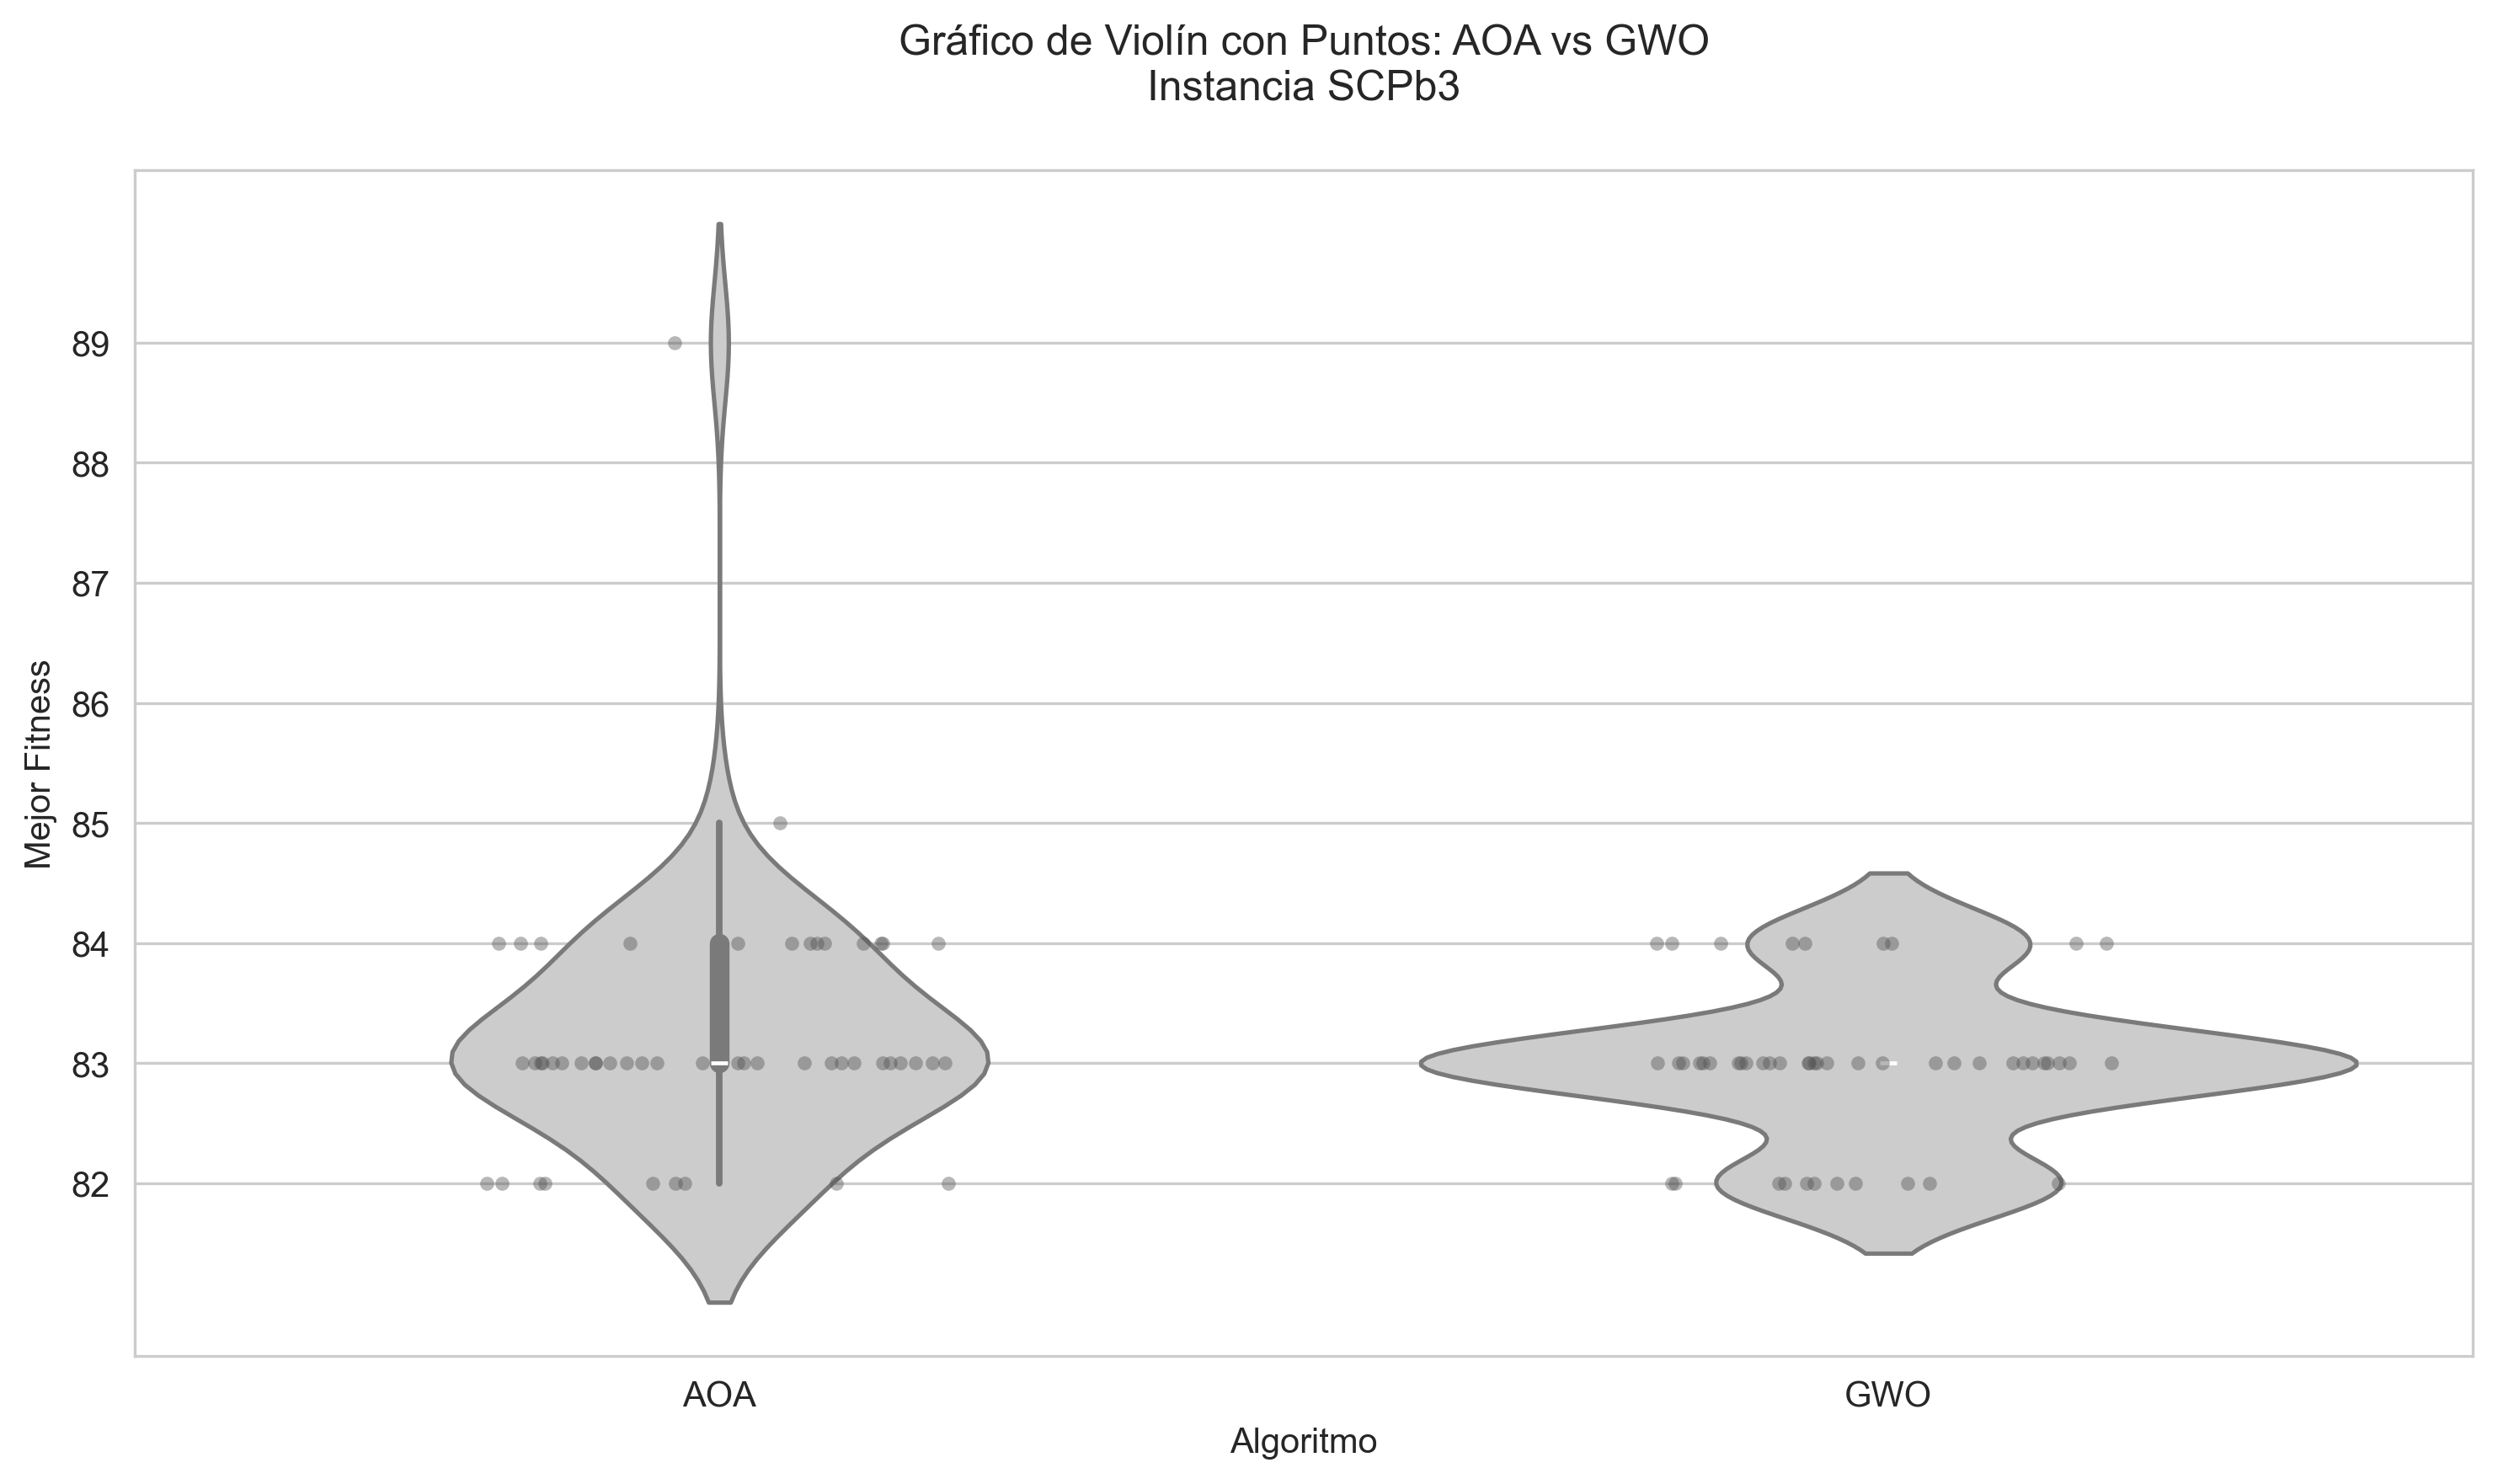 Gráfico de Violín con Puntos: AOA vs GWO
Instancia SCPb3
Mejor Fitness
89
88
87
86
85
84
83
82
AOA
GWO
Algoritmo